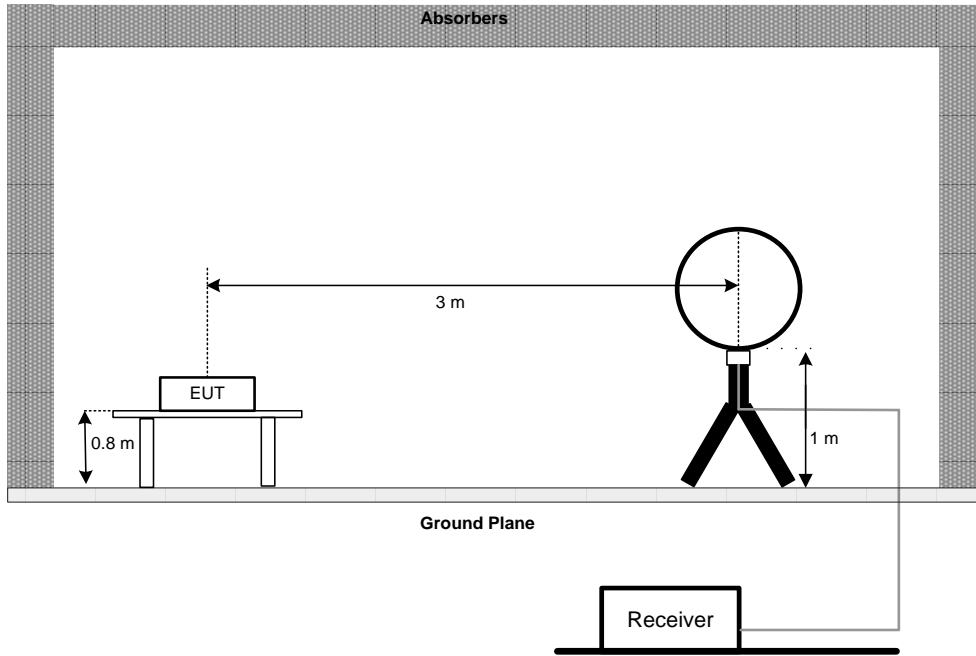 Absorbers
3 m
EUT
0.8 m
1 m
Ground Plane
Receiver